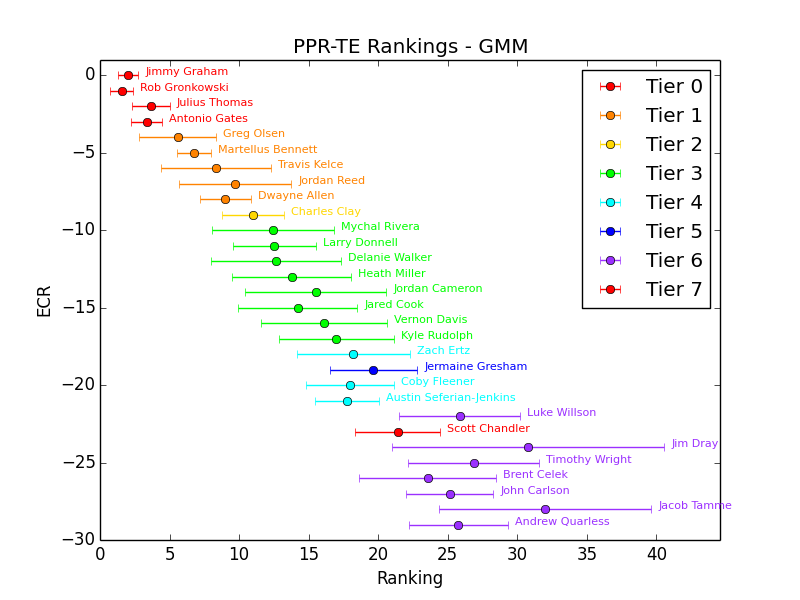 PPR-TE Rankings - GMM
Jimmy Graham
Rob Gronkowski
Julius Thomas
Antonio Gates
Greg Olsen
Martellus Bennett
Travis Kelce
Jordan Reed
Dwayne Allen
Charles Clay
Mychal Rivera
Larry Donnell
Delanie Walker
Heath Miller
Jordan Cameron
Jared Cook
Vernon Davis
Kyle Rudolph
Zach Ertz
Jermaine Gresham
Coby Fleener
Austin Seferian-Jenkins
Luke Willson
Scott Chandler
Jim Dray
Timothy Wright
Brent Celek
John Carlson
Jacob Tamme
Andrew Quarless
Tier 0
Tier 1
Tier 2
Tier 3
Tier 4
Tier 5
Tier 6
Tier 7
ECR
0
−5
−10
−15
−20
−25
−30
0 5 10 15 20 25 30 35 40
Ranking